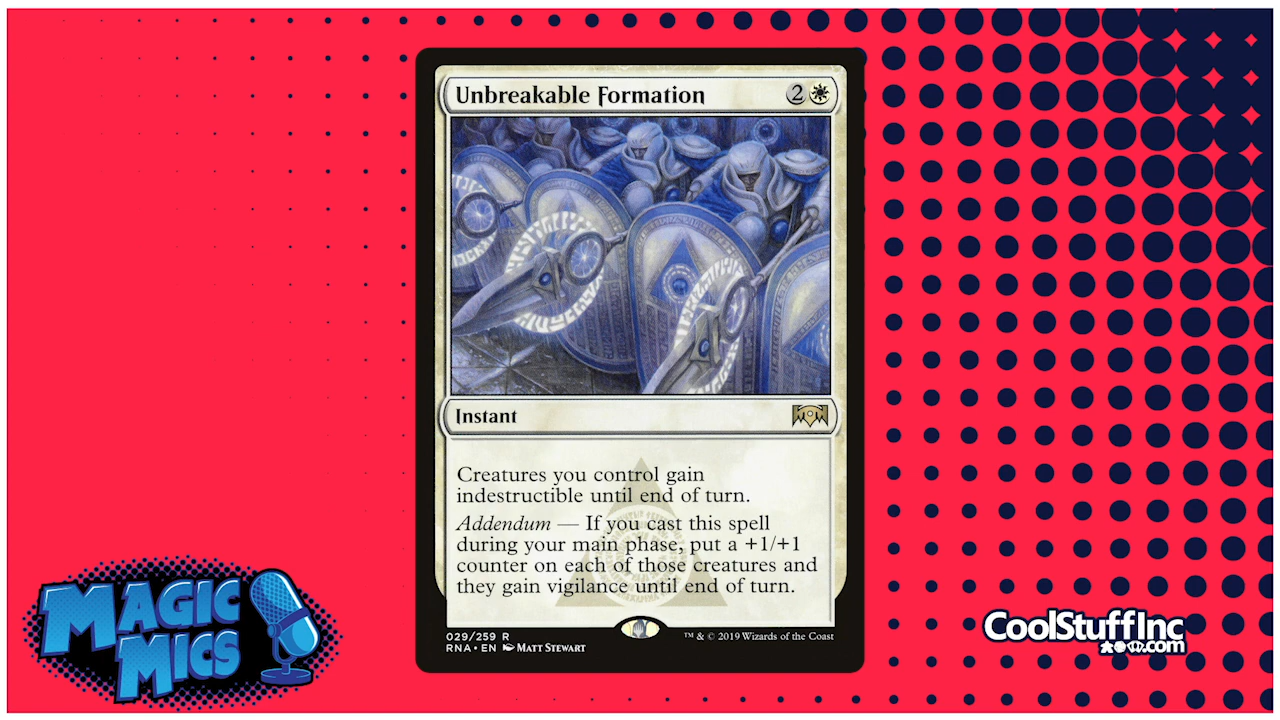 Unbreakable Formation 2
Instant
Creatures you control gain
indestructible until end of turn.
Addendum — If you cast this spell
during your main phase, put a +1/+1
counter on each of those creatures and
they gain vigilance until end of turn.
029/259 R
RNA • EN Matt Stewart
™ & © 2019 Wizards of the Coast
MAGIC
MICS
CoolStuffInc
.com